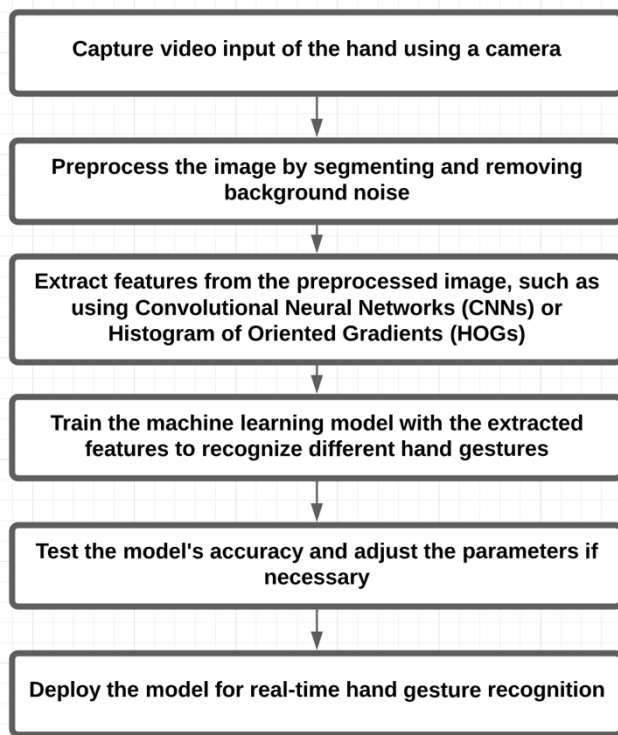 Capture video input of the hand using a camera
Preprocess the image by segmenting and removing
background noise
Extract features from the preprocessed image, such as
using Convolutional Neural Networks (CNNs) or
Histogram of Oriented Gradients (HOGs)
Train the machine learning model with the extracted
features to recognize different hand gestures
Test the model's accuracy and adjust the parameters if
necessary
Deploy the model for real-time hand gesture recognition